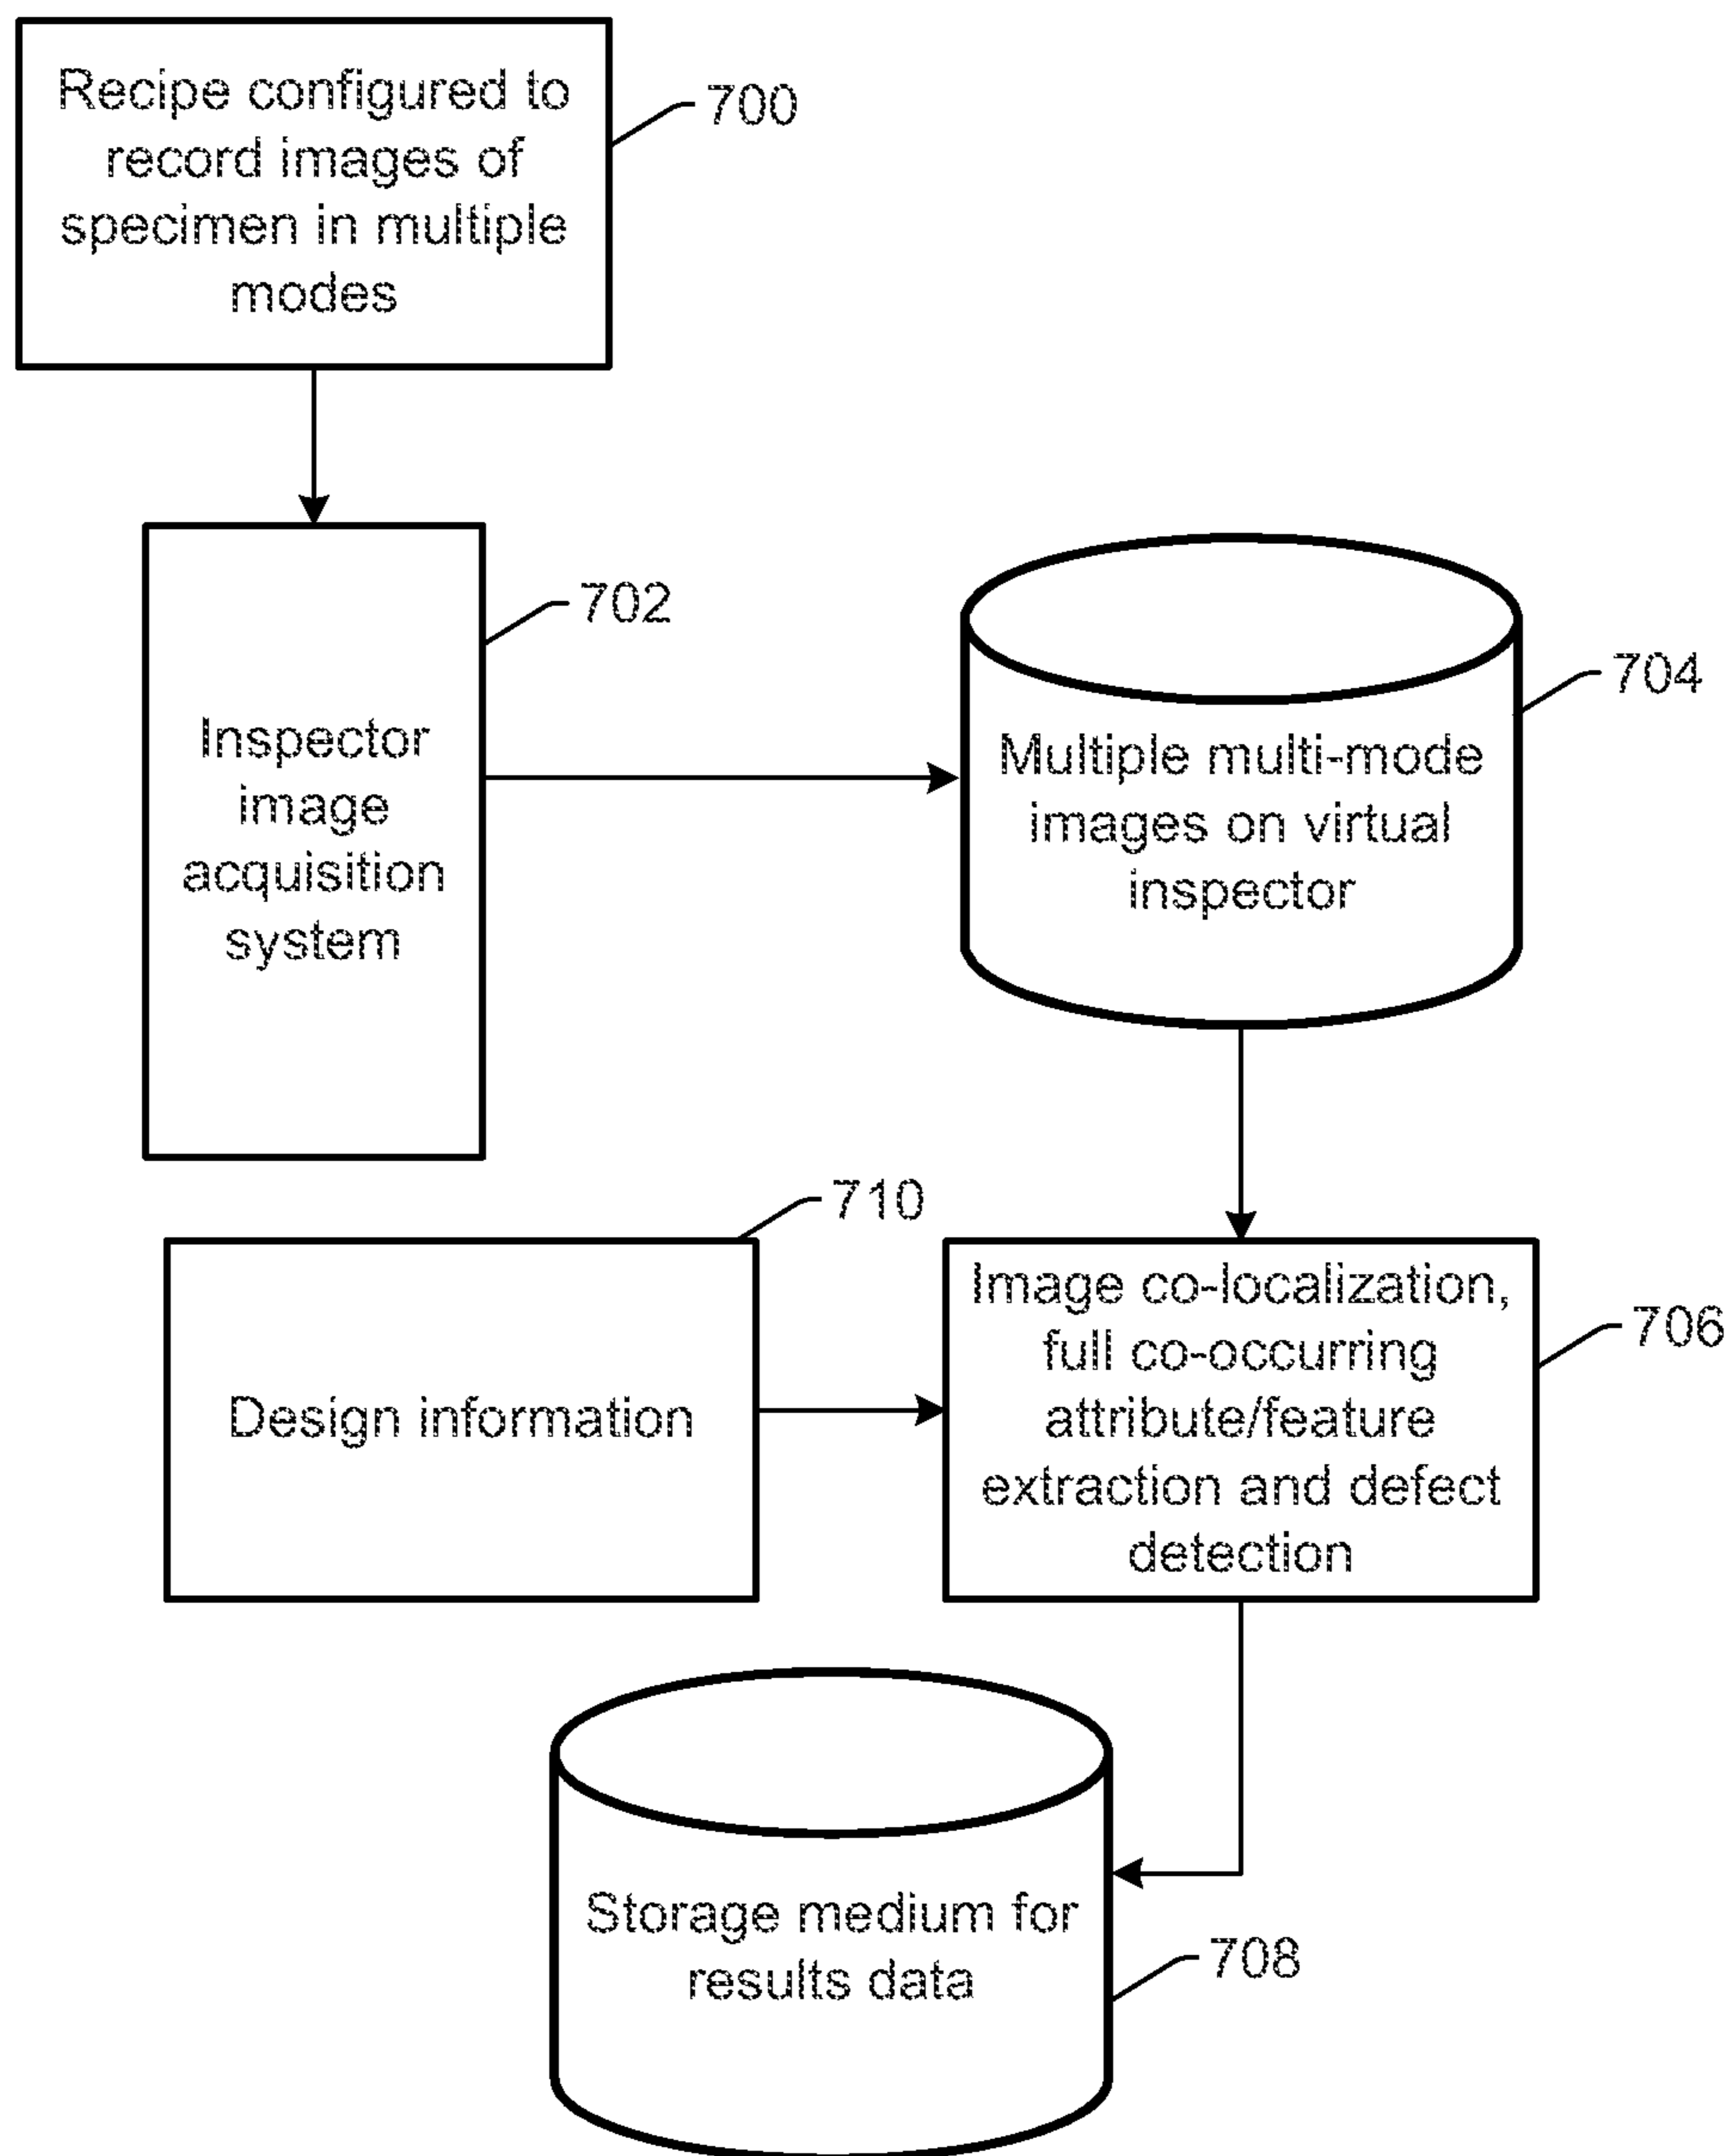 Recipe configured to
record images of
specimen in multiple
modes
700
702
Inspector
image
acquisition
system
704
Multiple multi-mode
images on virtual
inspector
710
Design information
Image co-localization,
full co-occurring
attribute/feature
extraction and defect
detection
706
Storage medium for
results data
708